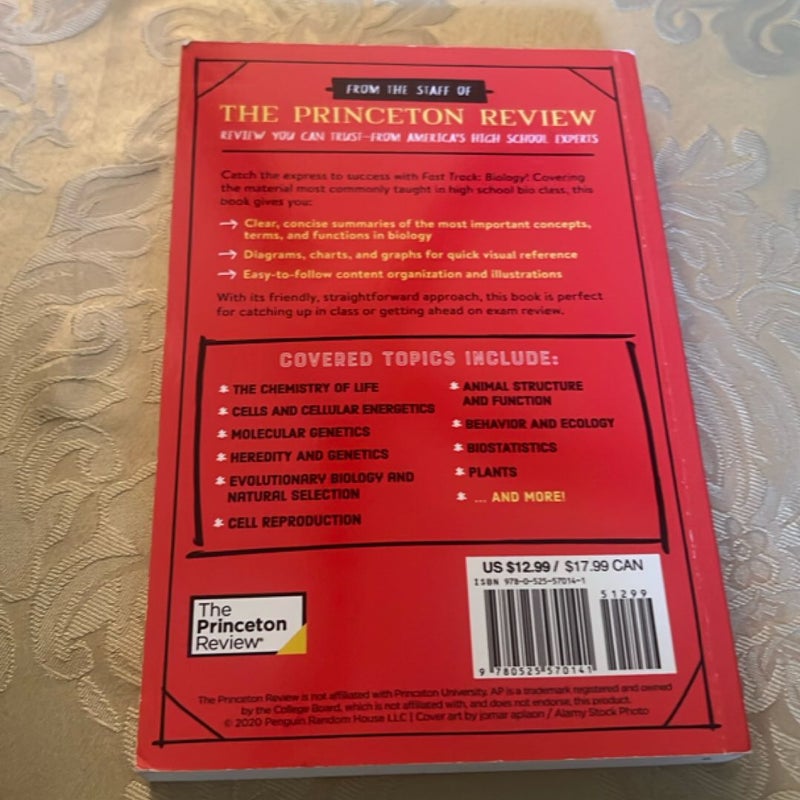 FROM THE STAFF OF
THE PRINCETON REVIEW
REVIEW YOU CAN TRUST—FROM AMERICA'S HIGH SCHOOL EXPERTS
Catch the express to success with Fast Track: Biology! Covering
the material most commonly taught in high school bio class, this
book gives you:
→ Clear, concise summaries of the most important concepts,
terms, and functions in biology
→ Diagrams, charts, and graphs for quick visual reference
→ Easy-to-follow content organization and illustrations
With its friendly, straightforward approach, this book is perfect
for catching up in class or getting ahead on exam review.
COVERED TOPICS INCLUDE:
* THE CHEMISTRY OF LIFE
* CELLS AND CELLULAR ENERGETICS
* MOLECULAR GENETICS
* HEREDITY AND GENETICS
* EVOLUTIONARY BIOLOGY AND
NATURAL SELECTION
* CELL REPRODUCTION
* ANIMAL STRUCTURE
AND FUNCTION
* BEHAVIOR AND ECOLOGY
* BIOSTATISTICS
* PLANTS
* ... AND MORE!
US $12.99 / $17.99 CAN
ISBN 978-0-525-57014-1
51299
9 780525 570141
The
Princeton
Review®
The Princeton Review is not affiliated with Princeton University. AP is a trademark registered and owned
by the College Board, which is not affiliated with, and does not endorse, this product.
© 2020 Penguin Random House LLC | Cover art by jomar aplaon / Alamy Stock Photo